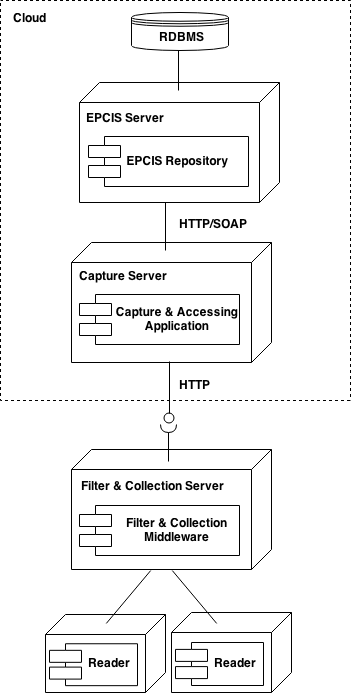 Cloud
RDBMS
EPCIS Server
EPCIS Repository
HTTP/SOAP
Capture Server
Capture & Accessing
Application
HTTP
Filter & Collection Server
Filter & Collection
Middleware
Reader
Reader